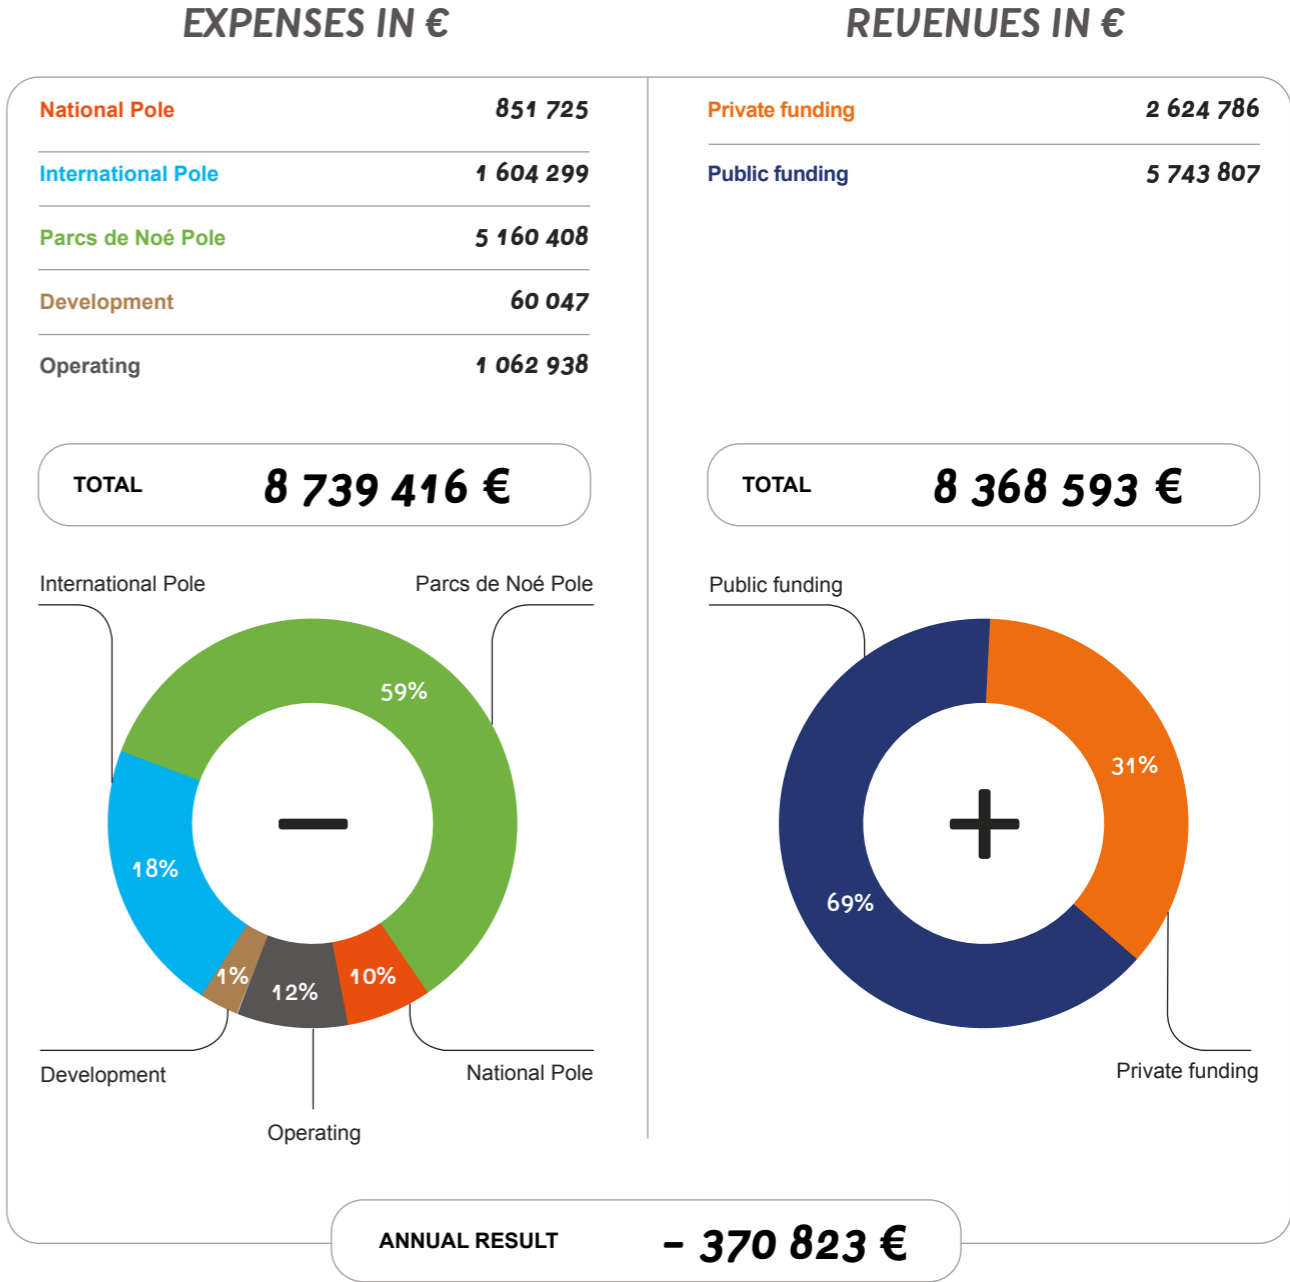 EXPENSES IN €
National Pole 851 725
International Pole 1 604 299
Parcs de Noé Pole 5 160 408
Development 60 047
Operating 1 062 938
TOTAL 8 739 416 €
International Pole
Parcs de Noé Pole
59%
18%
1%
12%
10%
Development
National Pole
Operating
REVENUES IN €
Private funding 2 624 786
Public funding 5 743 807
TOTAL 8 368 593 €
Public funding
31%
+
69%
Private funding
ANNUAL RESULT - 370 823 €